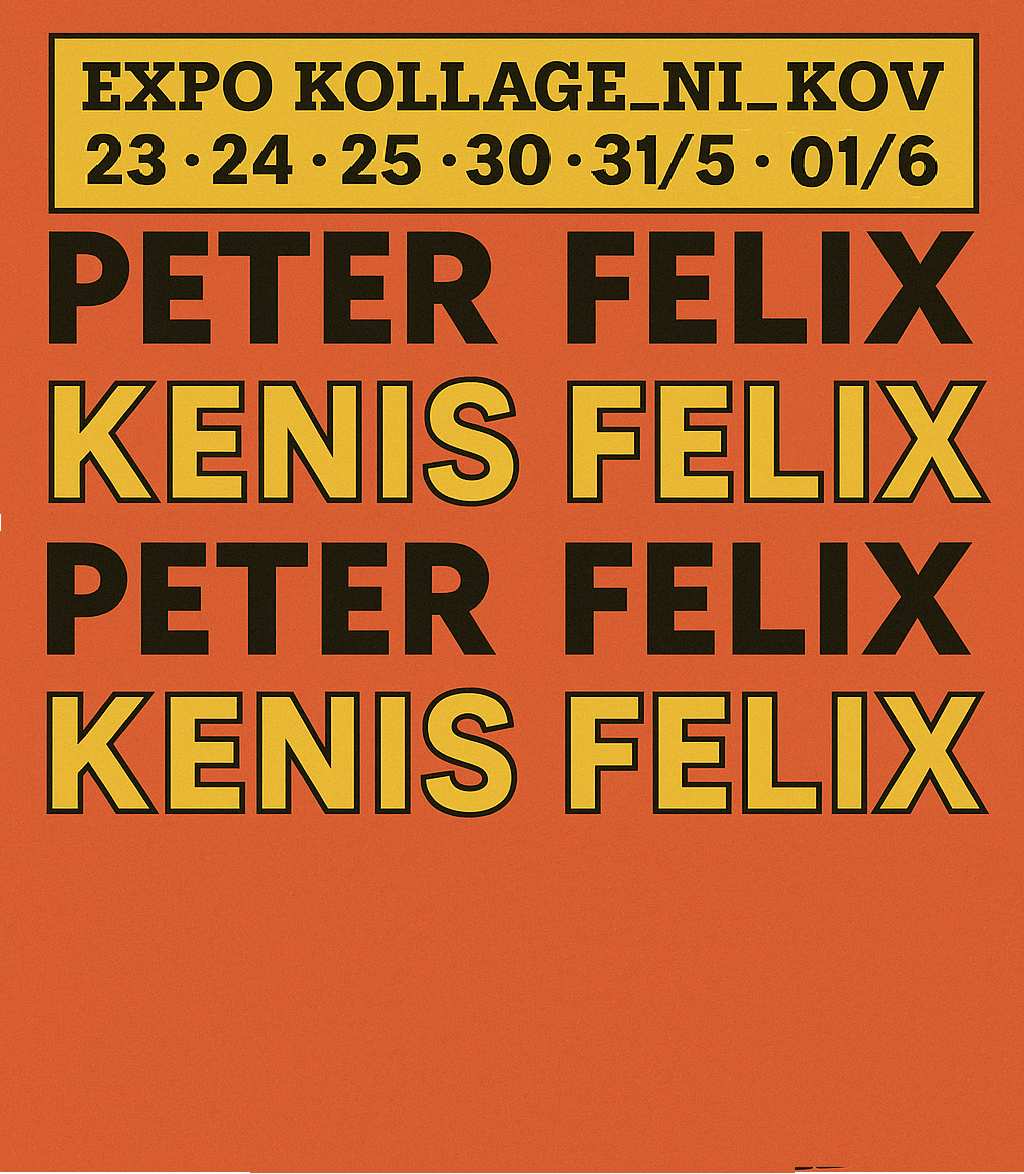 EXPO KOLLAGE_NI_KOV
23 · 24 · 25 · 30 · 31/5 · 01/6
PETER FELIX
KENIS FELIX
PETER FELIX
KENIS FELIX